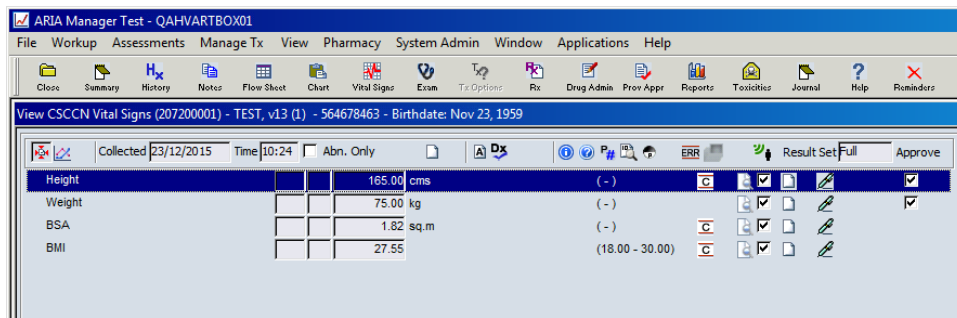 ARIA Manager Test - QAHVARTBOX01
File Workup Assessments Manage Tx View Pharmacy System Admin Window Applications Help
Hx Tx? Rx ?
Close Summary History Notes Flow Sheet Chart Vital Signs Exam Tx Options Rx Drug Admin Prov Appr Reports Toxicities Journal Help Reminders
View CSCCN Vital Signs (207200001) - TEST, v13 (1) - 564678463 - Birthdate: Nov 23, 1959
Collected 23/12/2015 Time 10:24 Abn. Only A Dx i ? P# ERR Result Set Full Approve
Height 165.00 cms ( - ) C
Weight 75.00 kg ( - )
BSA 1.82 sq.m ( - ) C
BMI 27.55 (18.00 - 30.00) C